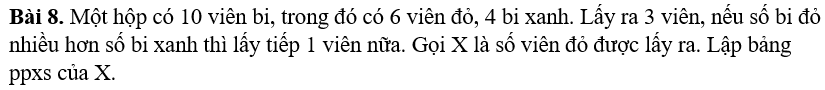 Bài 8. Một hộp có 10 viên bi, trong đó có 6 viên đỏ, 4 bi xanh. Lấy ra 3 viên, nếu số bi đỏ
nhiều hơn số bi xanh thì lấy tiếp 1 viên nữa. Gọi X là số viên đỏ được lấy ra. Lập bảng
ppxs của X.